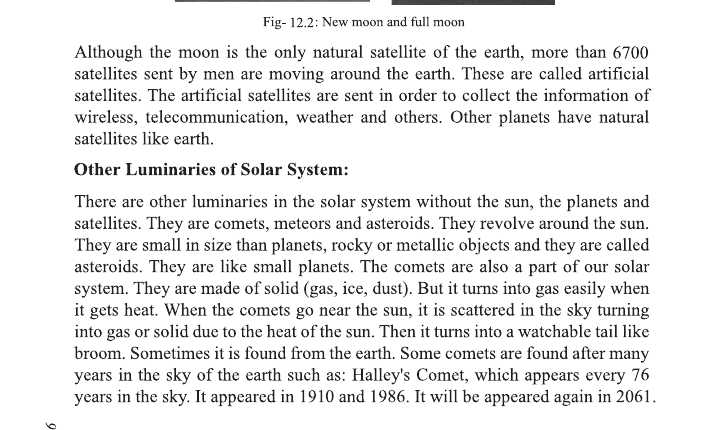 Fig- 12.2: New moon and full moon
Although the moon is the only natural satellite of the earth, more than 6700
satellites sent by men are moving around the earth. These are called artificial
satellites. The artificial satellites are sent in order to collect the information of
wireless, telecommunication, weather and others. Other planets have natural
satellites like earth.
Other Luminaries of Solar System:
There are other luminaries in the solar system without the sun, the planets and
satellites. They are comets, meteors and asteroids. They revolve around the sun.
They are small in size than planets, rocky or metallic objects and they are called
asteroids. They are like small planets. The comets are also a part of our solar
system. They are made of solid (gas, ice, dust). But it turns into gas easily when
it gets heat. When the comets go near the sun, it is scattered in the sky turning
into gas or solid due to the heat of the sun. Then it turns into a watchable tail like
broom. Sometimes it is found from the earth. Some comets are found after many
years in the sky of the earth such as: Halley's Comet, which appears every 76
years in the sky. It appeared in 1910 and 1986. It will be appeared again in 2061.